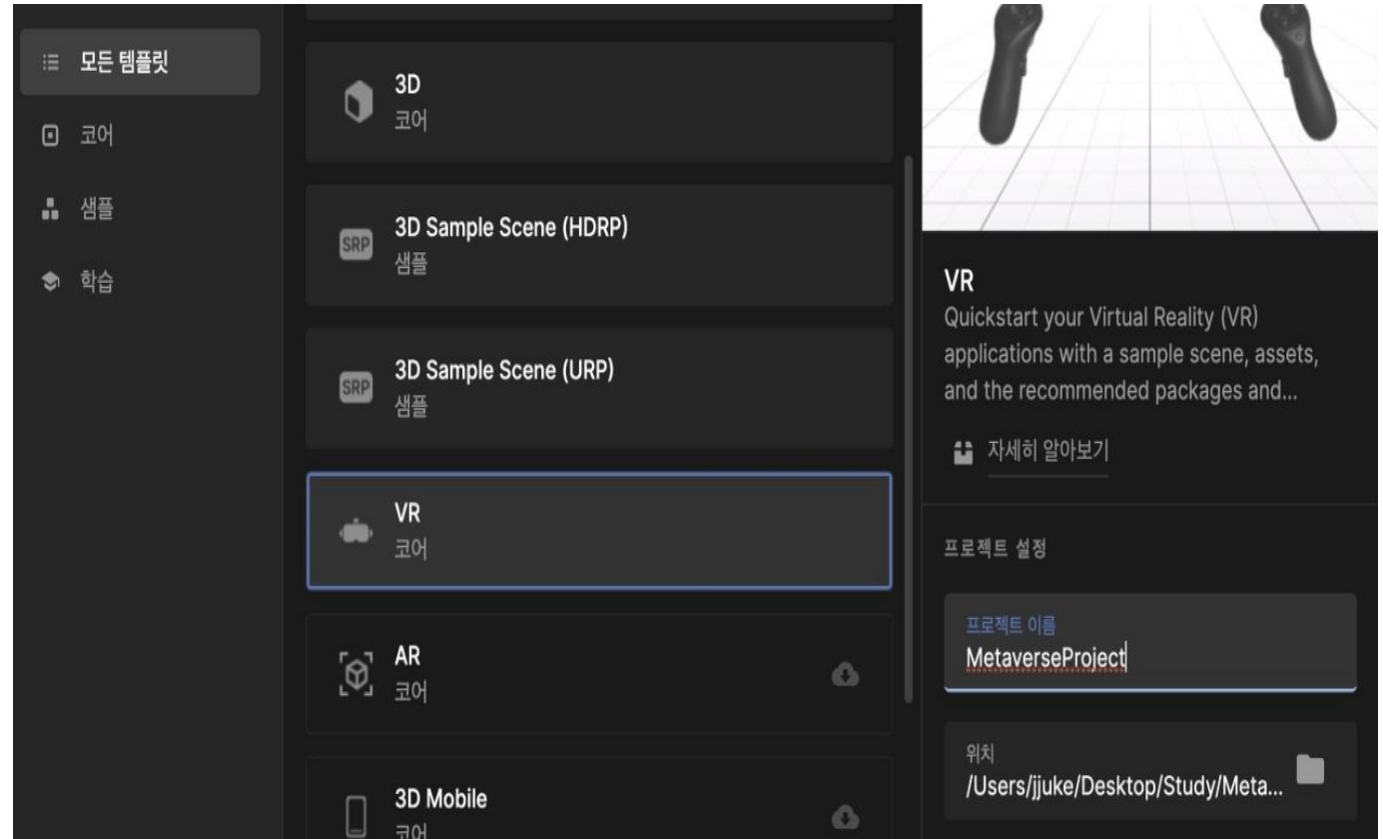 모든 템플릿
코어
샘플
학습
3D
코어
SRP
3D Sample Scene (HDRP)
샘플
SRP
3D Sample Scene (URP)
샘플
VR
코어
AR
코어
3D Mobile
코어
VR
Quickstart your Virtual Reality (VR)
applications with a sample scene, assets,
and the recommended packages and...
자세히 알아보기
프로젝트 설정
프로젝트 이름
MetaverseProject
위치
/Users/jjuke/Desktop/Study/Meta...